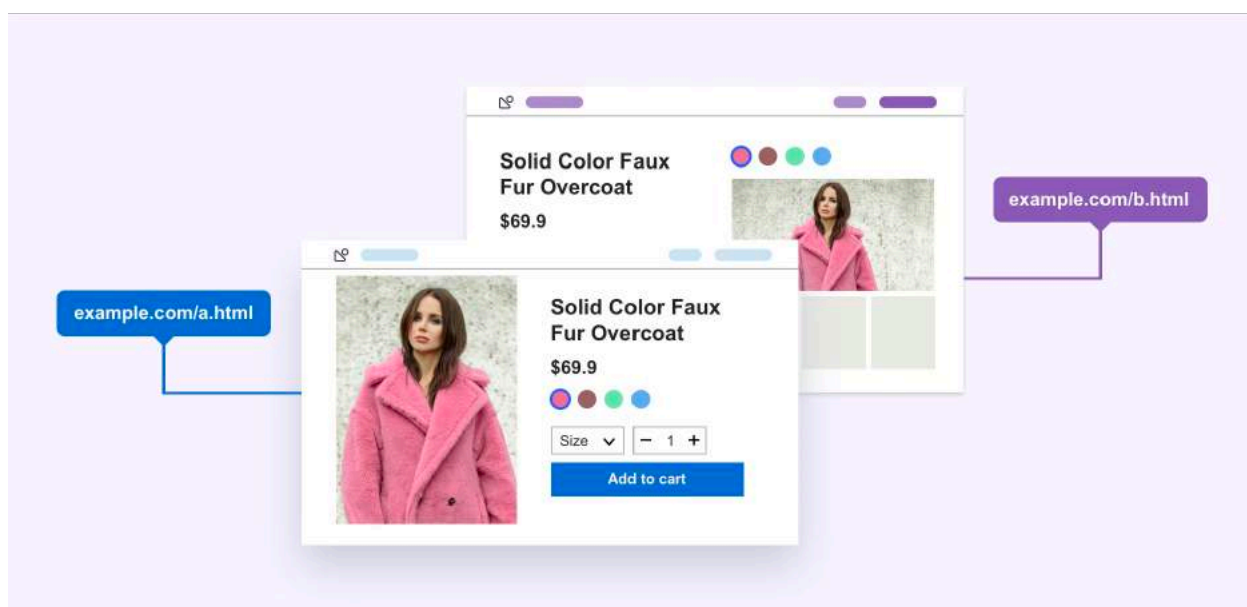 Solid Color Faux
Fur Overcoat
$69.9
example.com/b.html
example.com/a.html
Solid Color Faux
Fur Overcoat
$69.9
Size
− 1 +
Add to cart